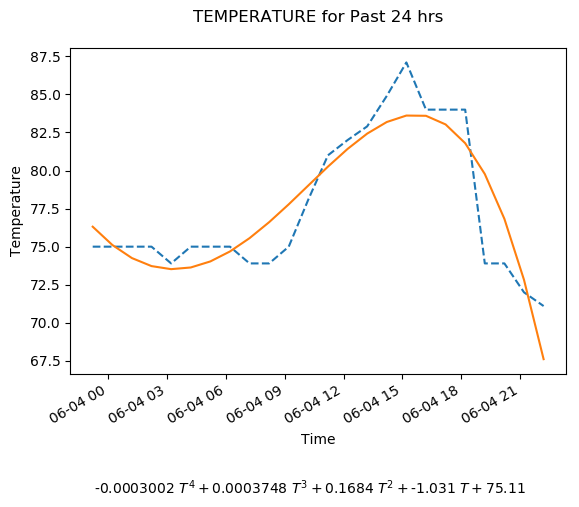 TEMPERATURE for Past 24 hrs
87.5
85.0
82.5
80.0
77.5
75.0
72.5
70.0
67.5
Temperature
06-04 00 06-04 03 06-04 06 06-04 09 06-04 12 06-04 15 06-04 18 06-04 21
Time
-0.0003002 T⁴ + 0.0003748 T³ + 0.1684 T² + -1.031 T + 75.11